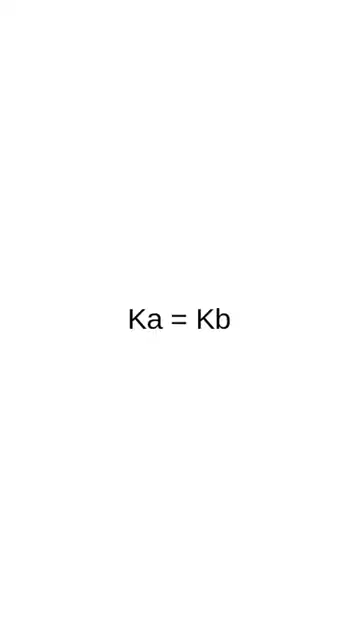 Ka = Kb